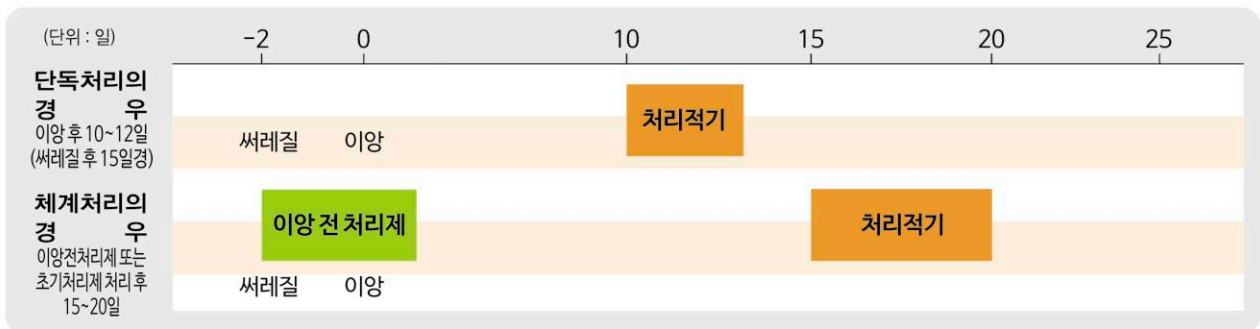 (단위 : 일)
-2 0 10 15 20 25
단독처리의
경 우
이앙 후 10~12일
(써레질 후 15일경)
처리적기
써레질 이앙
체계처리의
경 우
이앙전처리제 또는
초기처리제 처리 후
15~20일
이앙 전 처리제
처리적기
써레질 이앙